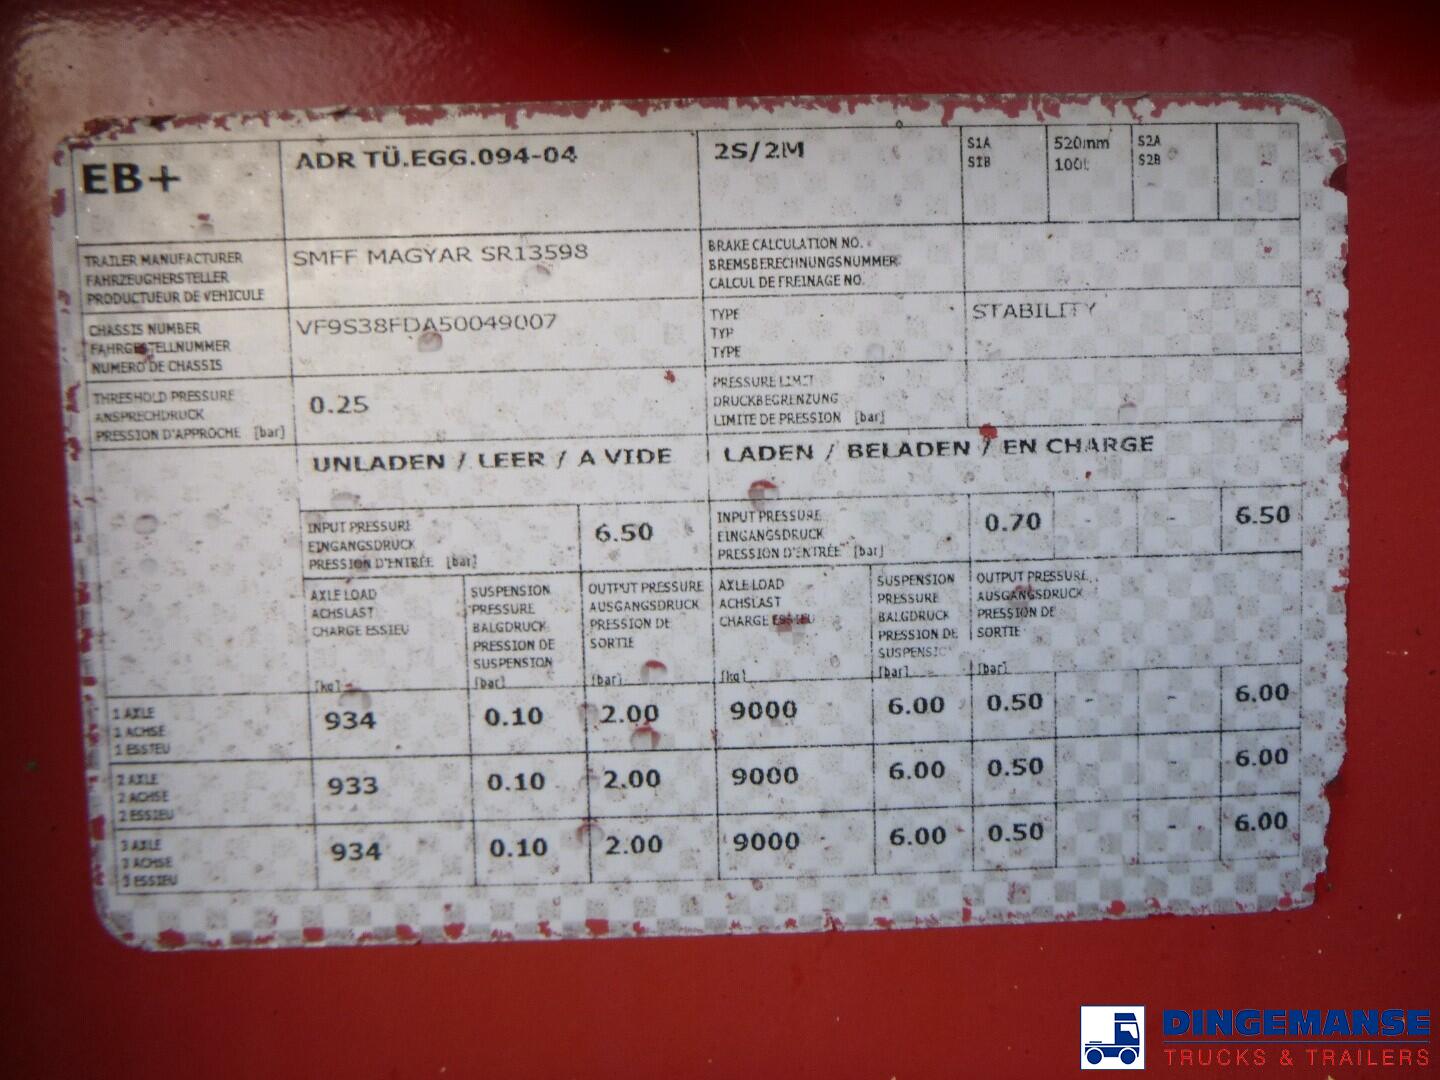 EB+
ADR TÜ.EGG.094-04
2S/2M
S1A 520mm S2A
S1B 100t S2B
TRAILER MANUFACTURER
FAHRZEUGHERSTELLER
PRODUCTUEUR DE VEHICULE
SMFF MAGYAR SR13598
BRAKE CALCULATION NO.
BREMSBERECHNUNGSNUMMER
CALCUL DE FREINAGE NO.
CHASSIS NUMBER
FAHRGESTELLNUMMER
NUMERO DE CHASSIS
VF9S38FDA50049007
TYPE
TYP
TYPE
STABILITY
THRESHOLD PRESSURE
ANSPRECHDRUCK
PRESSION D'APPROCHE [bar]
0.25
PRESSURE LIMIT
DRUCKBEGRENZUNG
LIMITE DE PRESSION [bar]
UNLADEN / LEER / A VIDE
LADEN / BELADEN / EN CHARGE
INPUT PRESSURE
EINGANGSDRUCK
PRESSION D'ENTRÉE [bar]
6.50
INPUT PRESSURE
EINGANGSDRUCK
PRESSION D'ENTRÉE [bar]
0.70 - - 6.50
AXLE LOAD
ACHSLAST
CHARGE ESSIEU
[kg]
SUSPENSION
PRESSURE
BALGDRUCK
PRESSION DE
SUSPENSION
[bar]
OUTPUT PRESSURE
AUSGANGSDRUCK
PRESSION DE
SORTIE
[bar]
AXLE LOAD
ACHSLAST
CHARGE ESSIEU
[kg]
SUSPENSION
PRESSURE
BALGDRUCK
PRESSION DE
SUSPENSION
[bar]
OUTPUT PRESSURE
AUSGANGSDRUCK
PRESSION DE
SORTIE
[bar]
1 AXLE
1 ACHSE
1 ESSIEU
934 0.10 2.00 9000 6.00 0.50 - - 6.00
2 AXLE
2 ACHSE
2 ESSIEU
933 0.10 2.00 9000 6.00 0.50 - - 6.00
3 AXLE
3 ACHSE
3 ESSIEU
934 0.10 2.00 9000 6.00 0.50 - - 6.00
DINGEMANSE
TRUCKS & TRAILERS